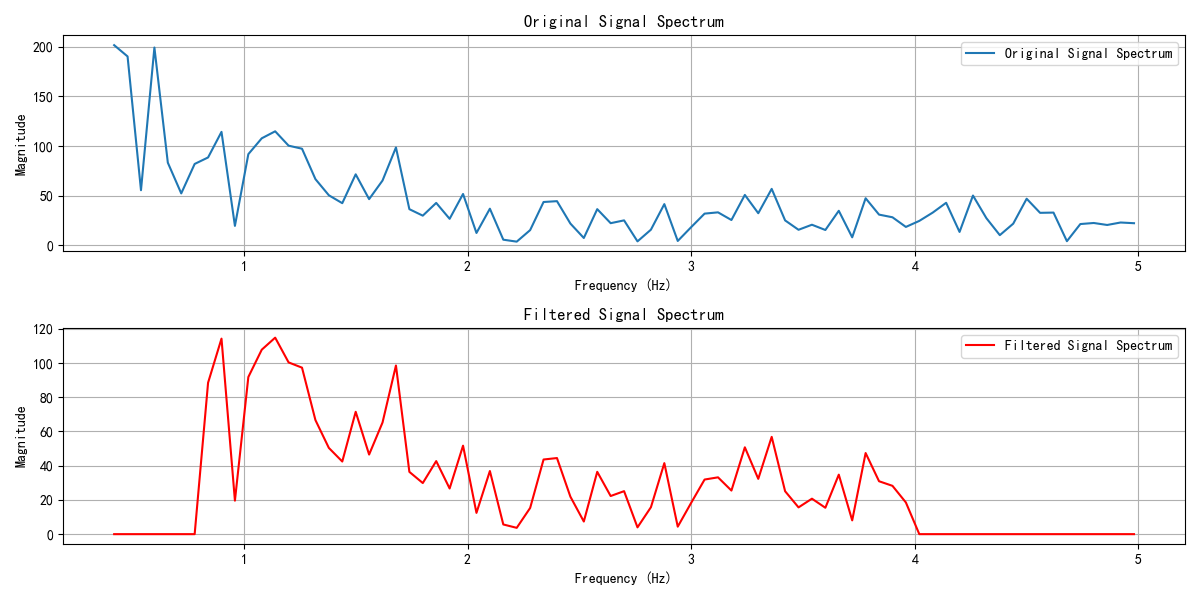 Original Signal Spectrum
200
150
100
50
0
Magnitude
Original Signal Spectrum
1 2 3 4 5
Frequency (Hz)
Filtered Signal Spectrum
120
100
80
60
40
20
0
Magnitude
Filtered Signal Spectrum
1 2 3 4 5
Frequency (Hz)